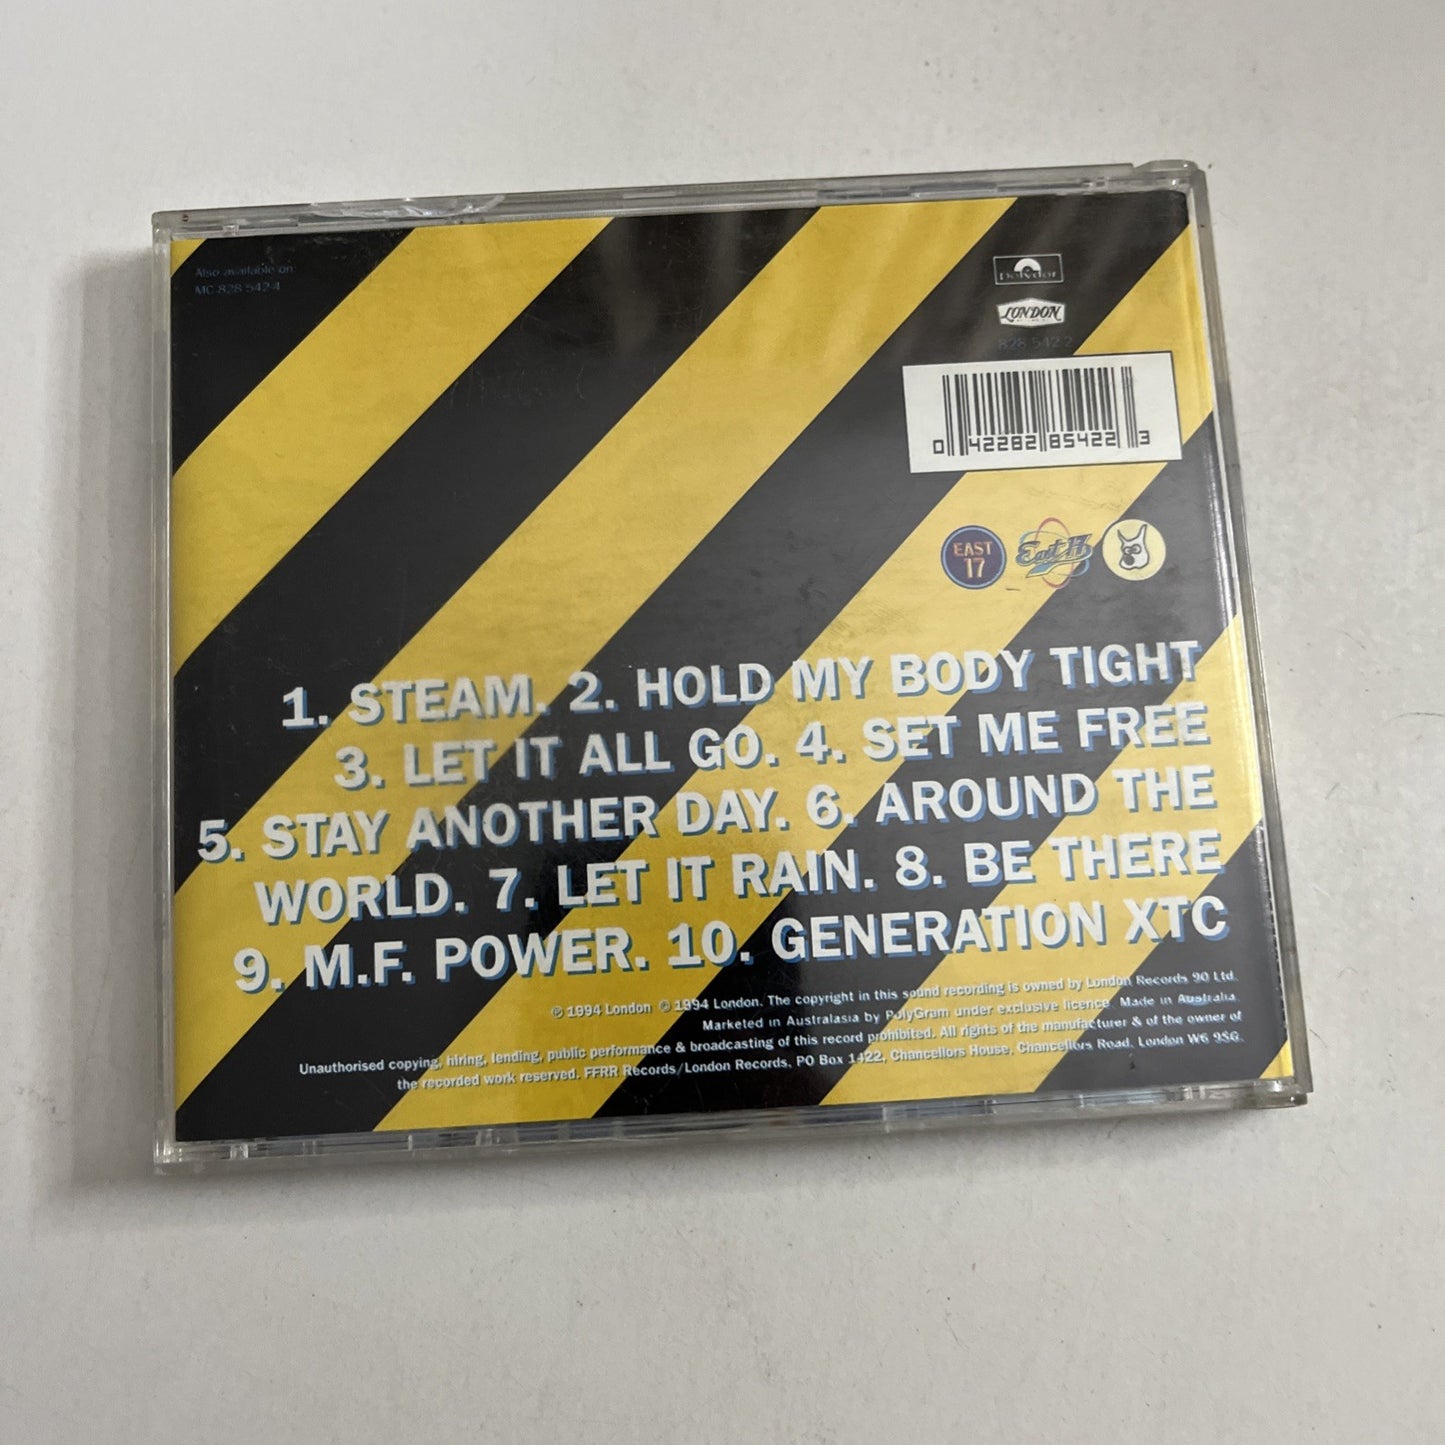 Also available on:
MC 828 542-4
Polydor
LONDON
828 542 2
0 42282 85422 3
EAST
17
East 17
1. STEAM. 2. HOLD MY BODY TIGHT
3. LET IT ALL GO. 4. SET ME FREE
5. STAY ANOTHER DAY. 6. AROUND THE
WORLD. 7. LET IT RAIN. 8. BE THERE
9. M.F. POWER. 10. GENERATION XTC
℗ 1994 London © 1994 London. The copyright in this sound recording is owned by London Records 90 Ltd.
Marketed in Australasia by PolyGram under exclusive licence. Made in Australia.
Unauthorised copying, hiring, lending, public performance & broadcasting of this record prohibited. All rights of the manufacturer & of the owner of
the recorded work reserved. FFRR Records/London Records, PO Box 1422, Chancellors House, Chancellors Road, London W6 9SG.